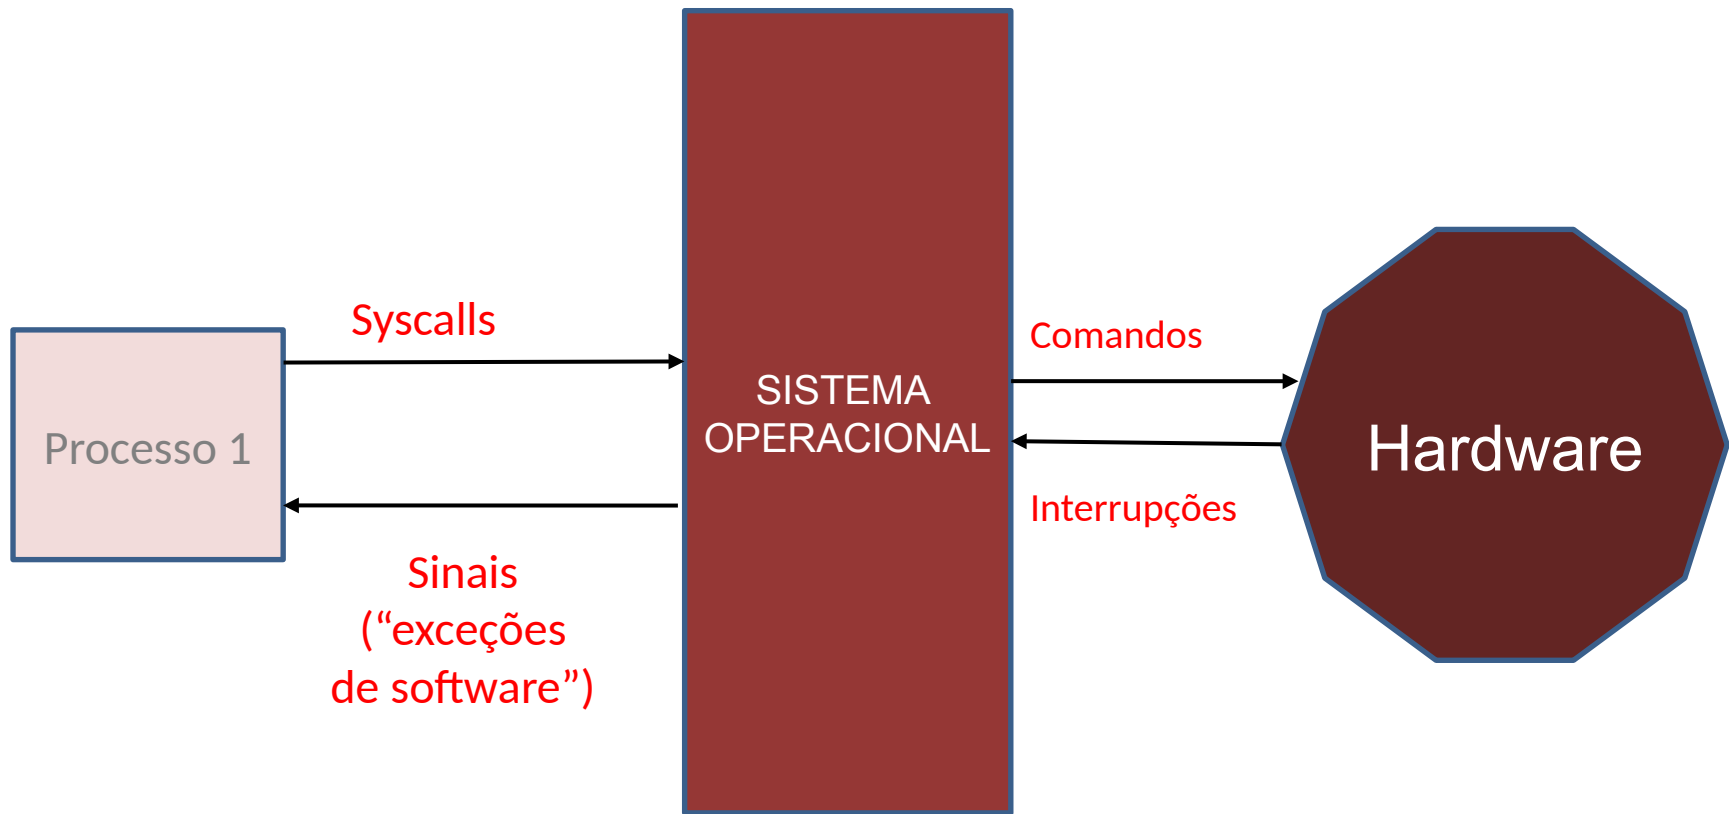 Syscalls
Processo 1
Sinais
(“exceções
de software”)
SISTEMA
OPERACIONAL
Comandos
Interrupções
Hardware